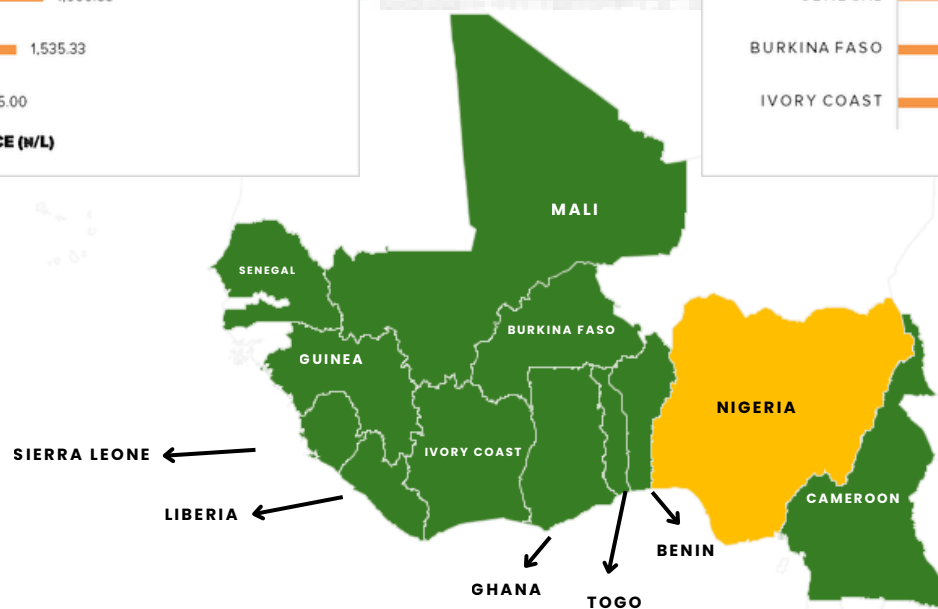 1,535.33
5.00
CE (₦/L)
BURKINA FASO
IVORY COAST
MALI
SENEGAL
BURKINA FASO
GUINEA
NIGERIA
IVORY COAST
SIERRA LEONE
CAMEROON
LIBERIA
BENIN
GHANA
TOGO